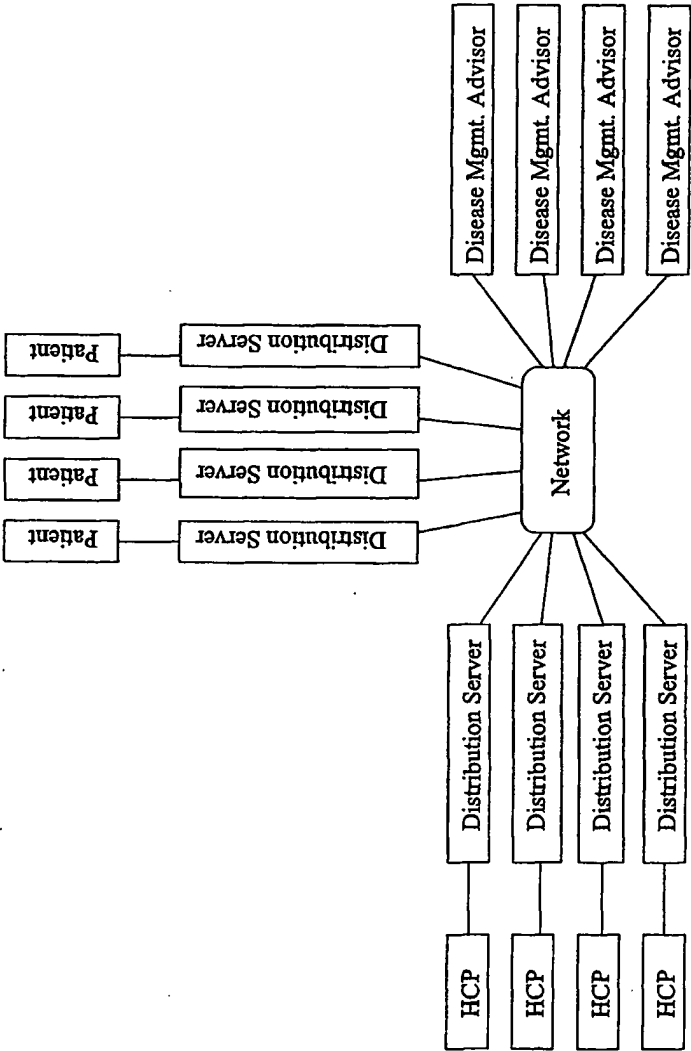 Patient
Distribution Server
Patient
Distribution Server
Patient
Distribution Server
Patient
Distribution Server
Disease Mgmt. Advisor
Disease Mgmt. Advisor
Disease Mgmt. Advisor
Disease Mgmt. Advisor
Network
Distribution Server
Distribution Server
Distribution Server
Distribution Server
HCP
HCP
HCP
HCP